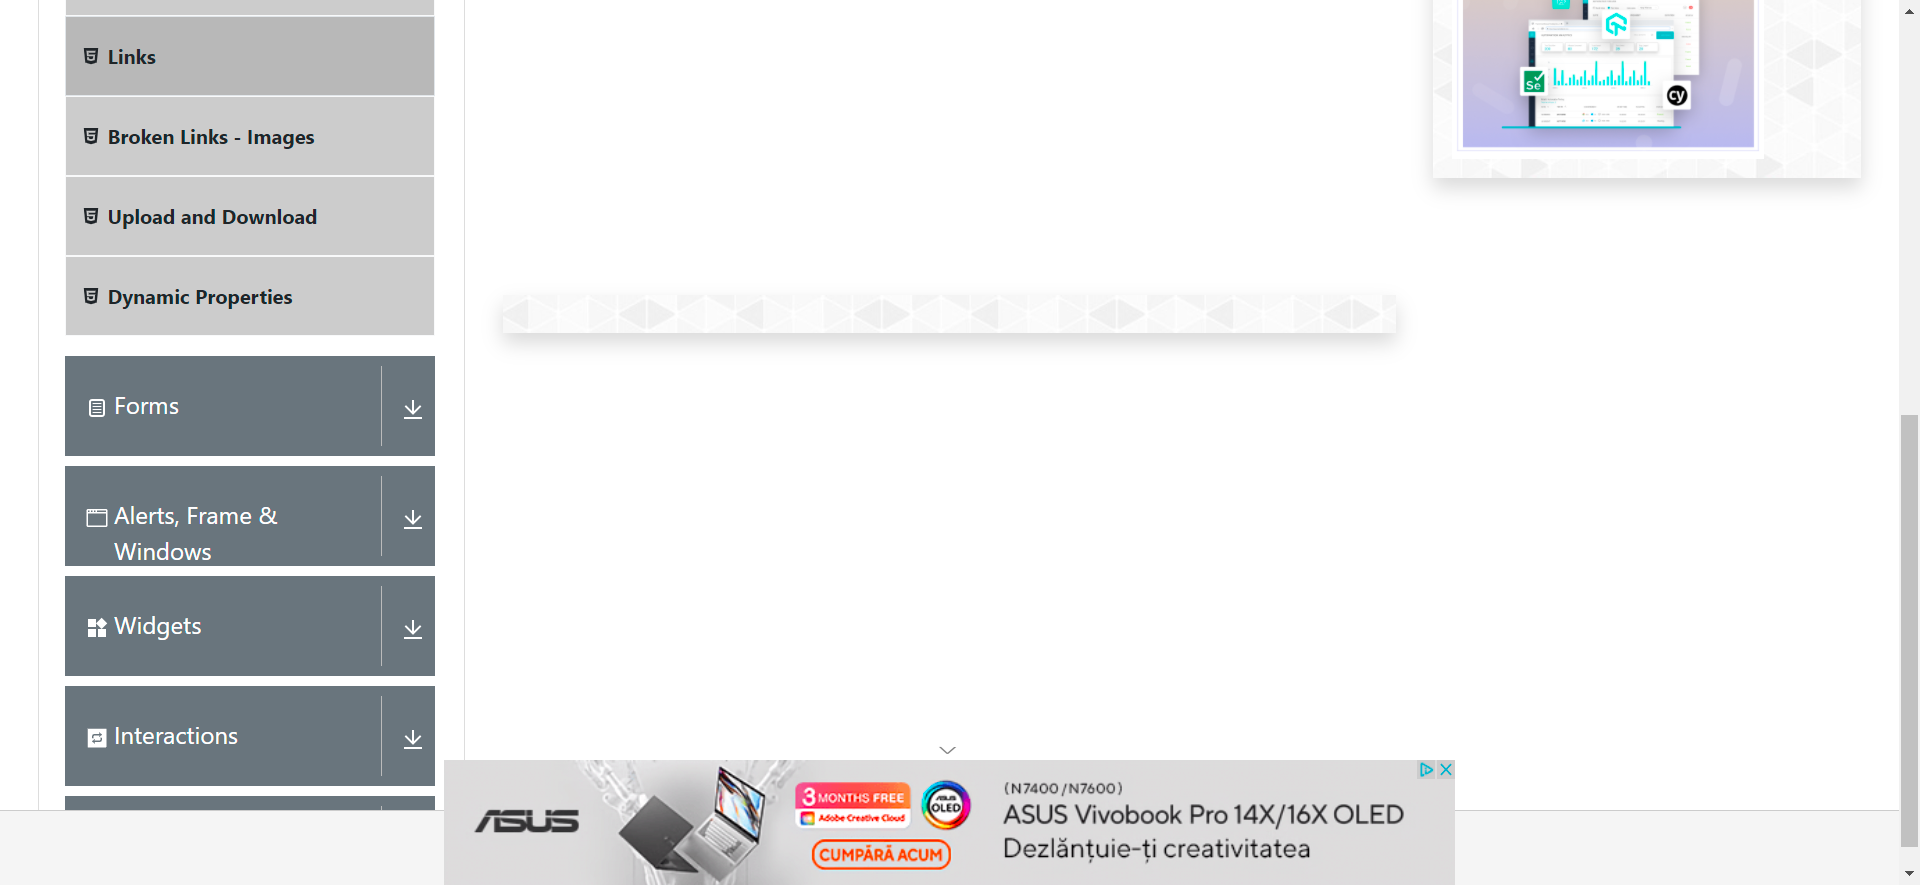 Links
Broken Links - Images
Upload and Download
Dynamic Properties
Forms
Alerts, Frame &
Windows
Widgets
Interactions
Se
cy
ASUS
3 MONTHS FREE
Adobe Creative Cloud
CUMPĂRĂ ACUM
ASUS
OLED
(N7400/N7600)
ASUS Vivobook Pro 14X/16X OLED
Dezlănțuie-ți creativitatea